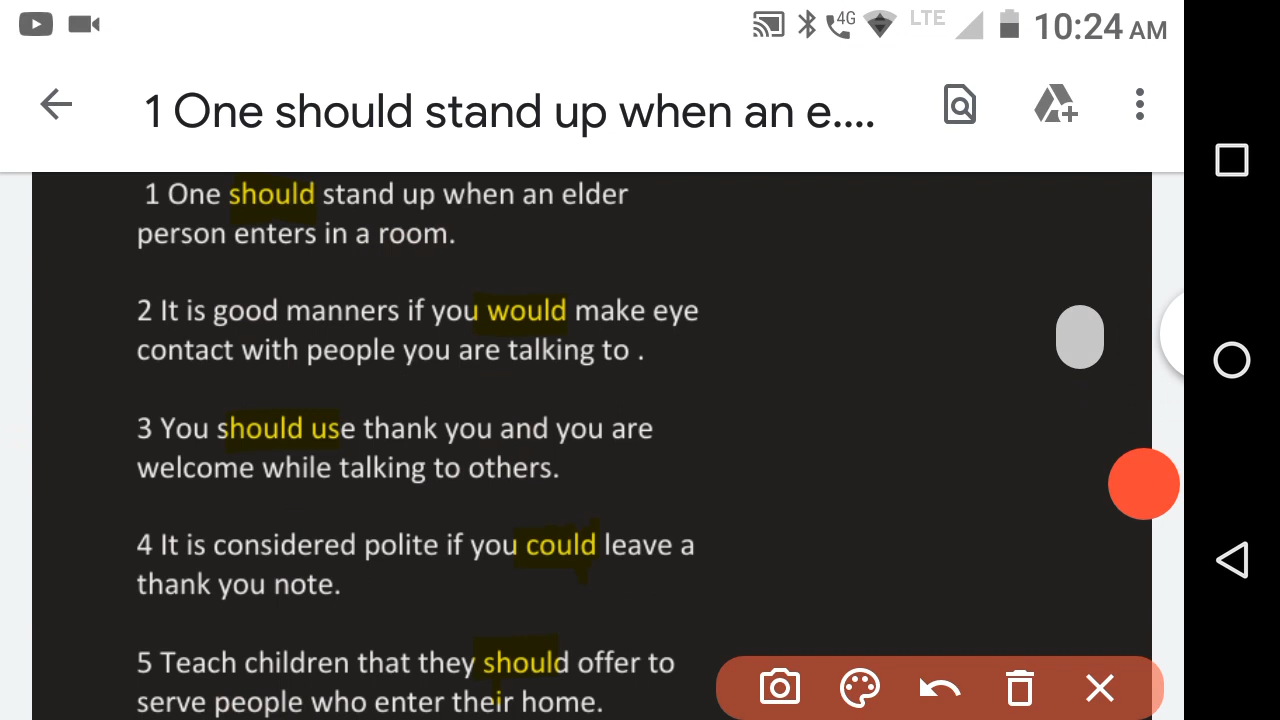 4G LTE 10:24 AM
1 One should stand up when an e....
1 One should stand up when an elder
person enters in a room.
2 It is good manners if you would make eye
contact with people you are talking to .
3 You should use thank you and you are
welcome while talking to others.
4 It is considered polite if you could leave a
thank you note.
5 Teach children that they should offer to
serve people who enter their home.